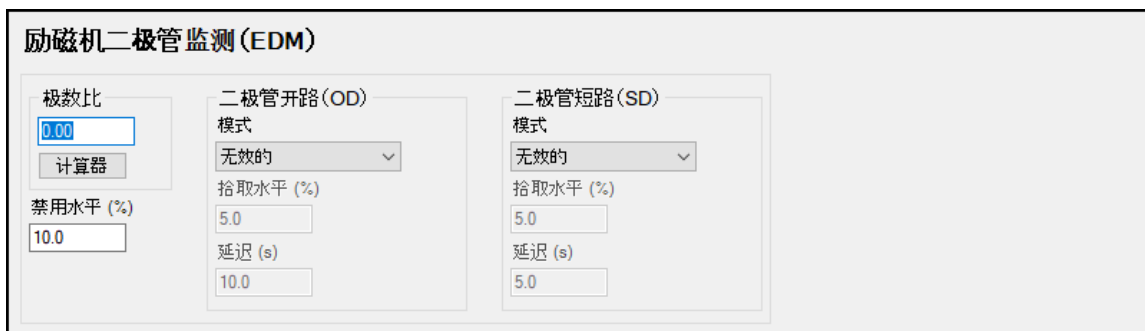 励磁机二极管监测(EDM)
极数比
0.00
计算器
禁用水平 (%)
10.0
二极管开路(OD)
模式
无效的
拾取水平 (%)
5.0
延迟 (s)
10.0
二极管短路(SD)
模式
无效的
拾取水平 (%)
5.0
延迟 (s)
5.0